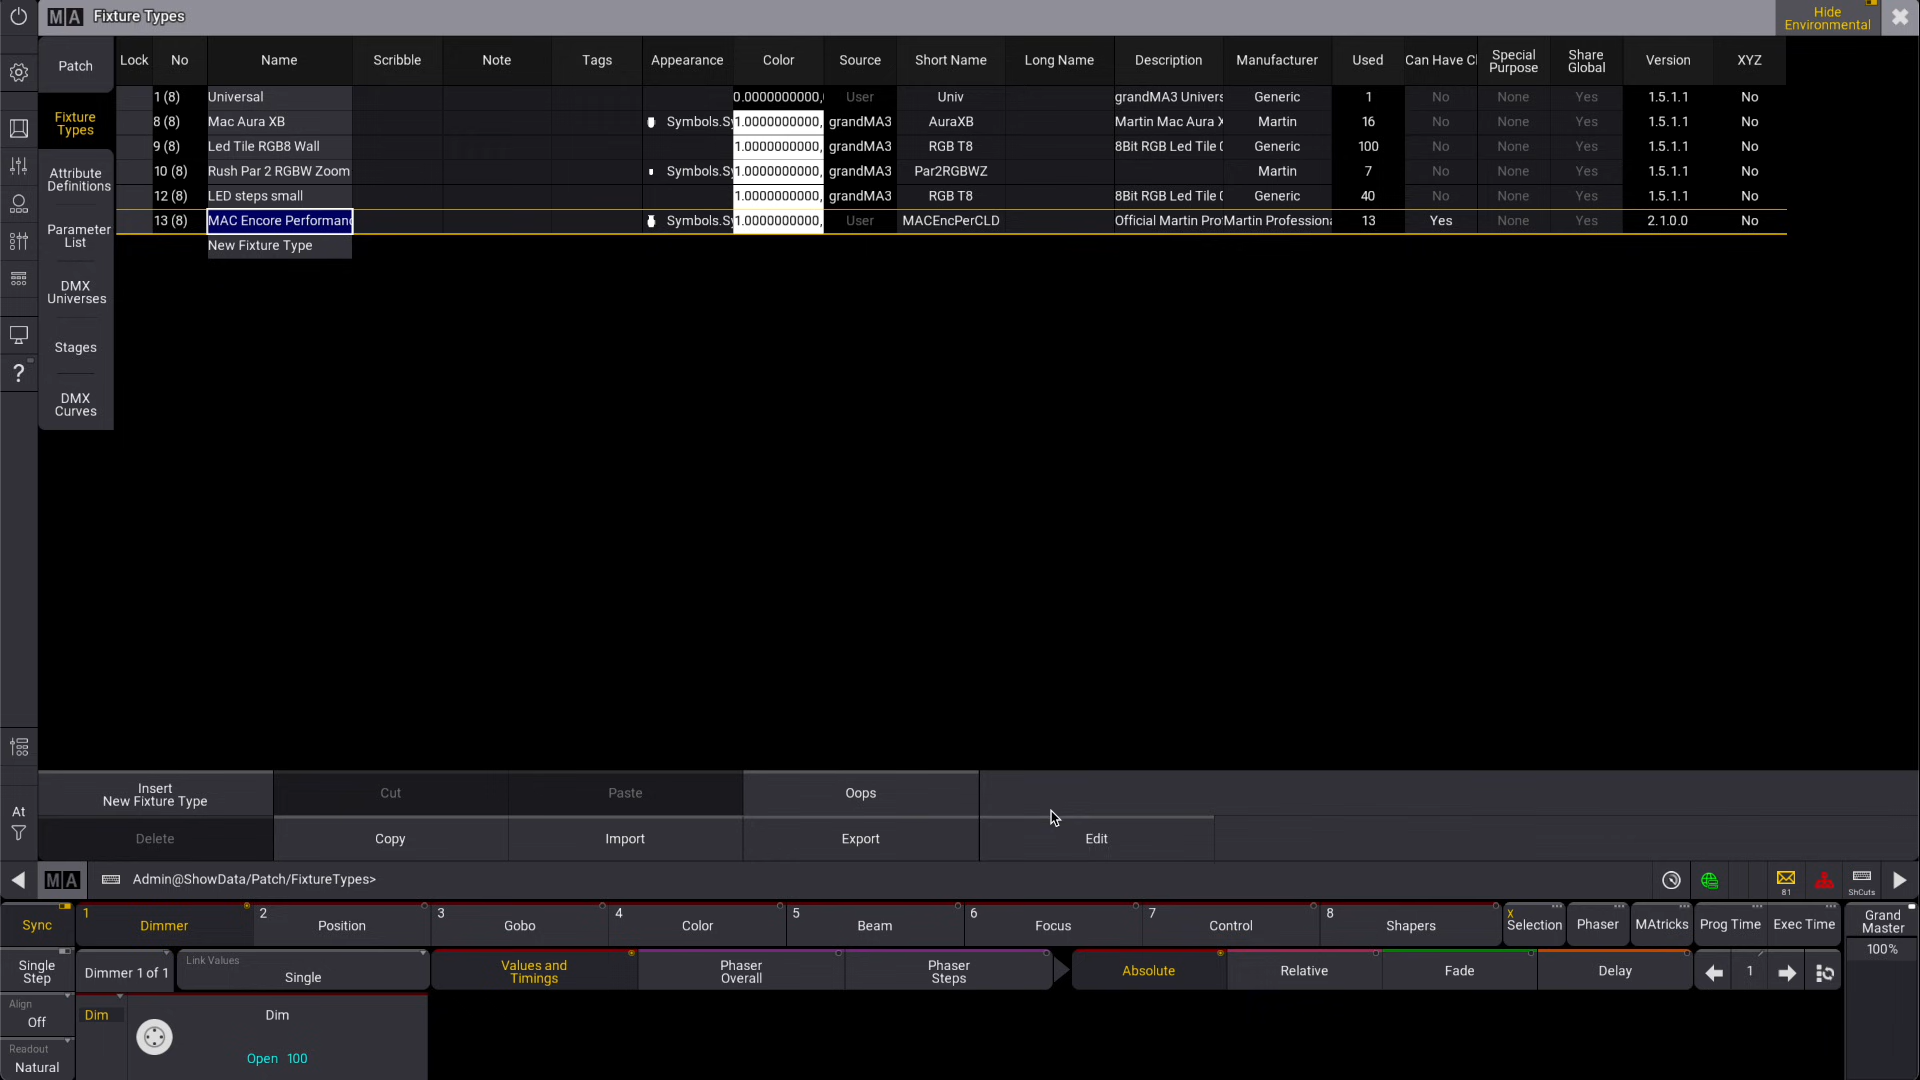 MA Fixture Types
Hide Environmental
Patch
Fixture Types
Attribute Definitions
Parameter List
DMX Universes
Stages
DMX Curves
Lock No Name Scribble Note Tags Appearance Color Source Short Name Long Name Description Manufacturer Used Can Have Cl Special Purpose Share Global Version XYZ
1 (8) Universal 0.0000000000, User Univ grandMA3 Univers Generic 1 No None Yes 1.5.1.1 No
8 (8) Mac Aura XB Symbols.Sy 1.0000000000, grandMA3 AuraXB Martin Mac Aura X Martin 16 No None Yes 1.5.1.1 No
9 (8) Led Tile RGB8 Wall 1.0000000000, grandMA3 RGB T8 8Bit RGB Led Tile 0 Generic 100 No None Yes 1.5.1.1 No
10 (8) Rush Par 2 RGBW Zoom Symbols.Sy 1.0000000000, grandMA3 Par2RGBWZ Martin 7 No None Yes 1.5.1.1 No
12 (8) LED steps small 1.0000000000, grandMA3 RGB T8 8Bit RGB Led Tile 0 Generic 40 No None Yes 1.5.1.1 No
13 (8) MAC Encore Performanc Symbols.Sy 1.0000000000, User MACEncPerCLD Official Martin Pro Martin Professiona 13 Yes None Yes 2.1.0.0 No
New Fixture Type
?
At
Insert New Fixture Type Cut Paste Oops
Delete Copy Import Export Edit
MA Admin@ShowData/Patch/FixtureTypes> 81 ShCuts
Sync 1 Dimmer 2 Position 3 Gobo 4 Color 5 Beam 6 Focus 7 Control 8 Shapers X Selection Phaser MAtricks Prog Time Exec Time Grand Master
100%
Single Step Dimmer 1 of 1 Link Values Single Values and Timings Phaser Overall Phaser Steps Absolute Relative Fade Delay 1
Align Off Dim Dim
Readout Natural Open 100